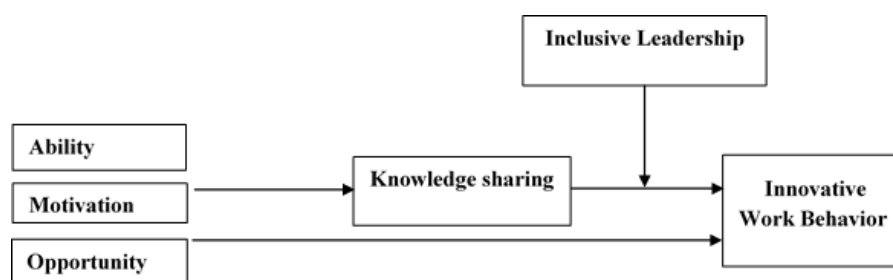 Inclusive Leadership
Ability
Motivation
Opportunity
Knowledge sharing
Innovative
Work Behavior